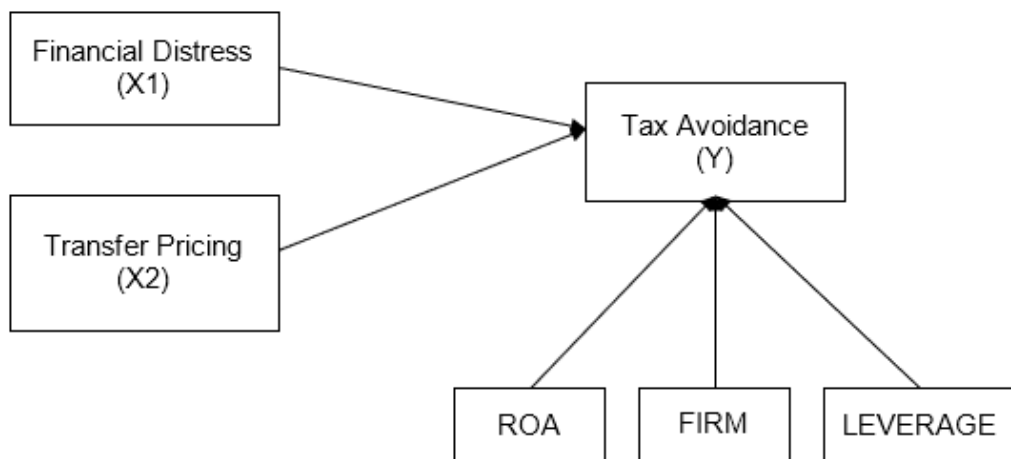 Financial Distress
(X1)
Tax Avoidance
(Y)
Transfer Pricing
(X2)
ROA
FIRM
LEVERAGE